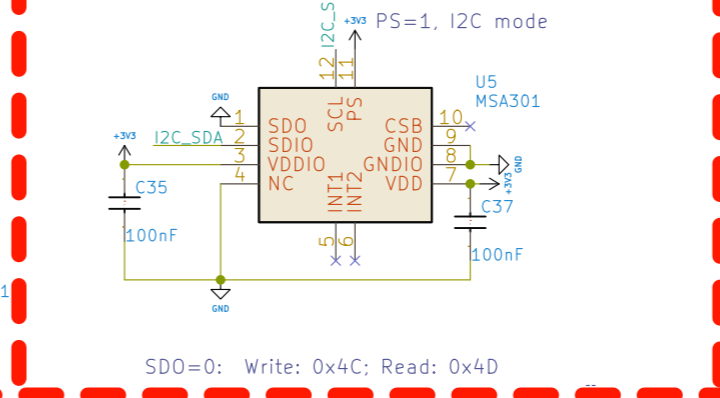 I2C_S
+3V3
PS=1, I2C mode
12
11
U5
MSA301
GND
1
SCL
PS
10
SDO
CSB
+3V3
I2C_SDA
2
SDIO
GND
9
3
VDDIO
GNDIO
8
GND
4
NC
VDD
7
+3V3
C35
INT1
INT2
C37
100nF
5
6
100nF
1
GND
SDO=0: Write: 0x4C; Read: 0x4D
--